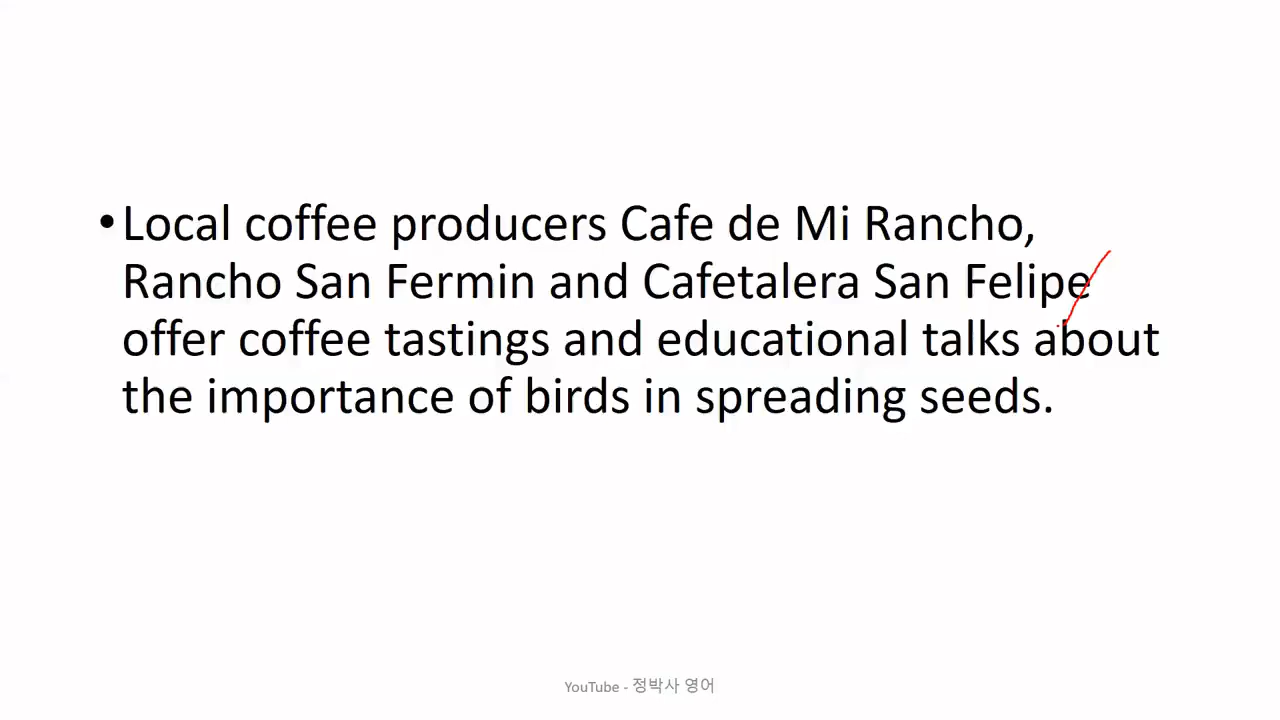 •Local coffee producers Cafe de Mi Rancho,
Rancho San Fermin and Cafetalera San Felipe
offer coffee tastings and educational talks about
the importance of birds in spreading seeds.
YouTube - 정박사 영어